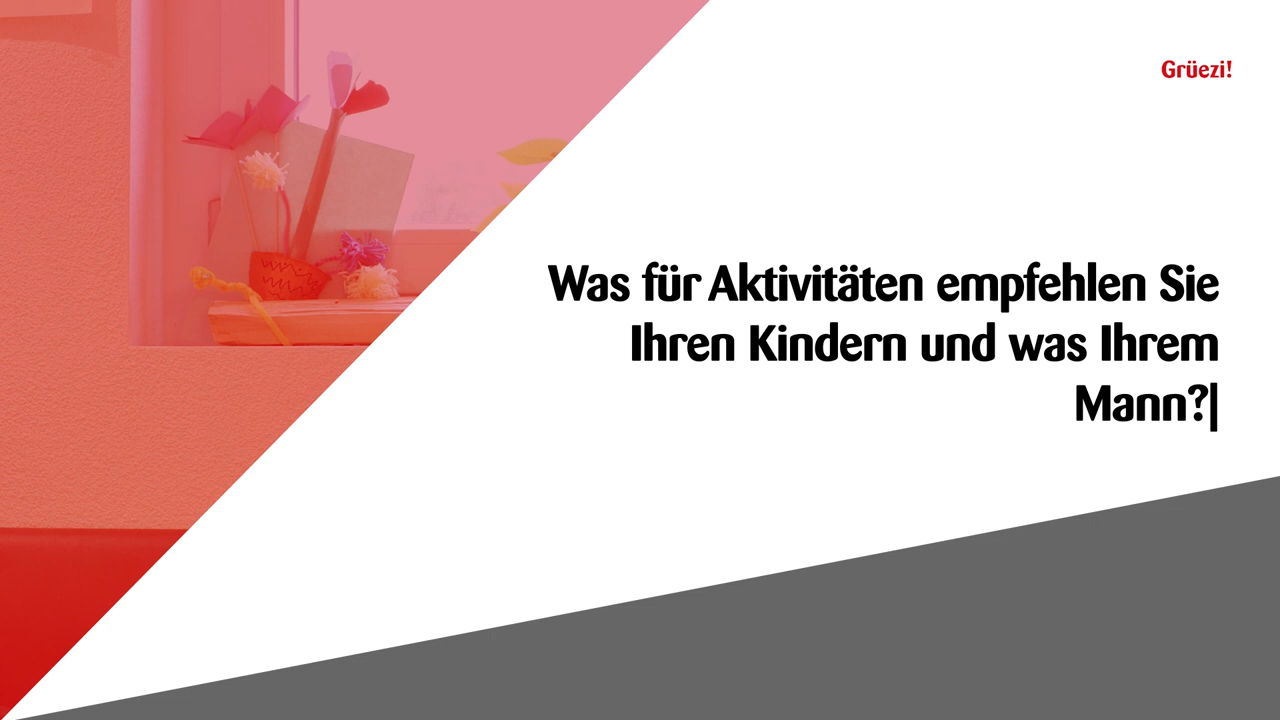 Grüezi!
Was für Aktivitäten empfehlen Sie
Ihren Kindern und was Ihrem
Mann?